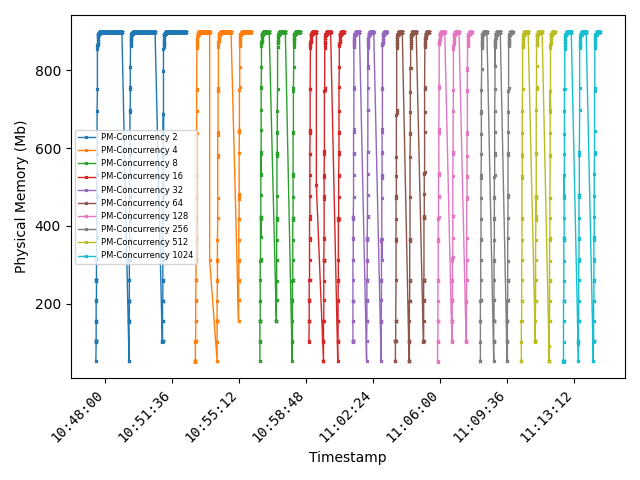 Physical Memory (Mb)
800
600
400
200
PM-Concurrency 2
PM-Concurrency 4
PM-Concurrency 8
PM-Concurrency 16
PM-Concurrency 32
PM-Concurrency 64
PM-Concurrency 128
PM-Concurrency 256
PM-Concurrency 512
PM-Concurrency 1024
10:48:00
10:51:36
10:55:12
10:58:48
11:02:24
11:06:00
11:09:36
11:13:12
Timestamp